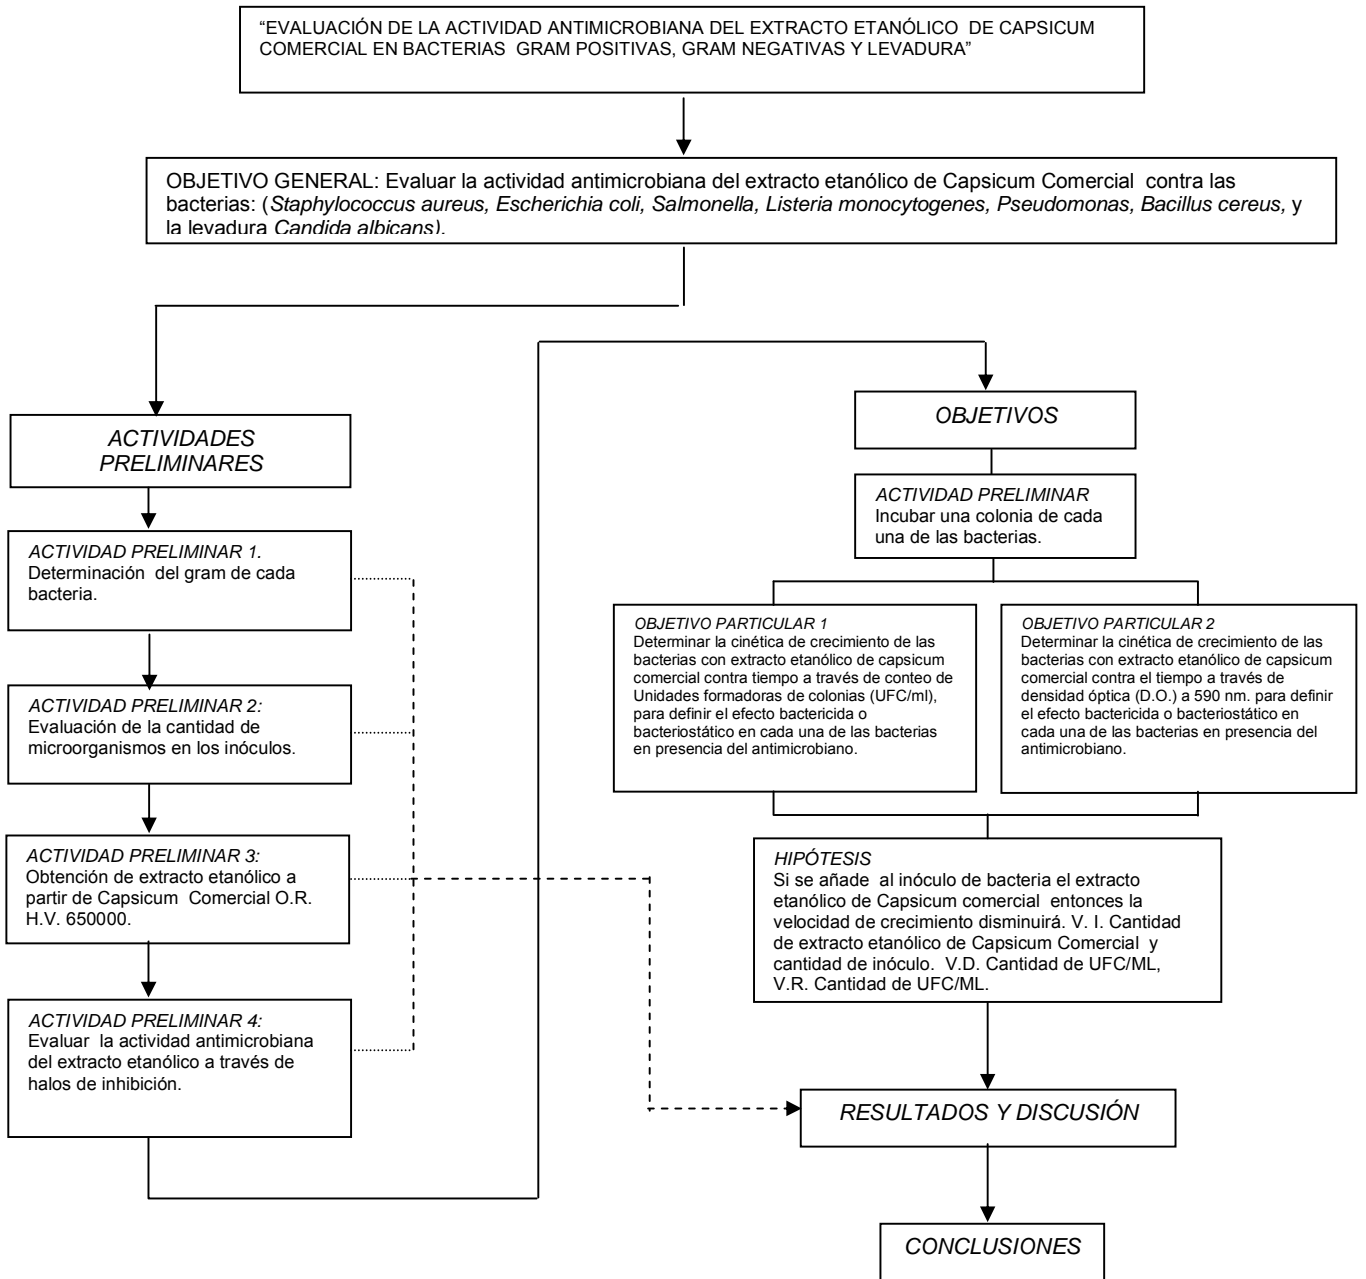 “EVALUACIÓN DE LA ACTIVIDAD ANTIMICROBIANA DEL EXTRACTO ETANÓLICO DE CAPSICUM
COMERCIAL EN BACTERIAS GRAM POSITIVAS, GRAM NEGATIVAS Y LEVADURA”
OBJETIVO GENERAL: Evaluar la actividad antimicrobiana del extracto etanólico de Capsicum Comercial contra las
bacterias: (Staphylococcus aureus, Escherichia coli, Salmonella, Listeria monocytogenes, Pseudomonas, Bacillus cereus, y
la levadura Candida albicans).
ACTIVIDADES
PRELIMINARES
ACTIVIDAD PRELIMINAR 1.
Determinación del gram de cada
bacteria.
ACTIVIDAD PRELIMINAR 2:
Evaluación de la cantidad de
microorganismos en los inóculos.
ACTIVIDAD PRELIMINAR 3:
Obtención de extracto etanólico a
partir de Capsicum Comercial O.R.
H.V. 650000.
ACTIVIDAD PRELIMINAR 4:
Evaluar la actividad antimicrobiana
del extracto etanólico a través de
halos de inhibición.
OBJETIVOS
ACTIVIDAD PRELIMINAR
Incubar una colonia de cada
una de las bacterias.
OBJETIVO PARTICULAR 1
Determinar la cinética de crecimiento de las
bacterias con extracto etanólico de capsicum
comercial contra tiempo a través de conteo de
Unidades formadoras de colonias (UFC/ml),
para definir el efecto bactericida o
bacteriostático en cada una de las bacterias
en presencia del antimicrobiano.
OBJETIVO PARTICULAR 2
Determinar la cinética de crecimiento de las
bacterias con extracto etanólico de capsicum
comercial contra el tiempo a través de
densidad óptica (D.O.) a 590 nm. para definir
el efecto bactericida o bacteriostático en
cada una de las bacterias en presencia del
antimicrobiano.
HIPÓTESIS
Si se añade al inóculo de bacteria el extracto
etanólico de Capsicum comercial entonces la
velocidad de crecimiento disminuirá. V. I. Cantidad
de extracto etanólico de Capsicum Comercial y
cantidad de inóculo. V.D. Cantidad de UFC/ML,
V.R. Cantidad de UFC/ML.
RESULTADOS Y DISCUSIÓN
CONCLUSIONES